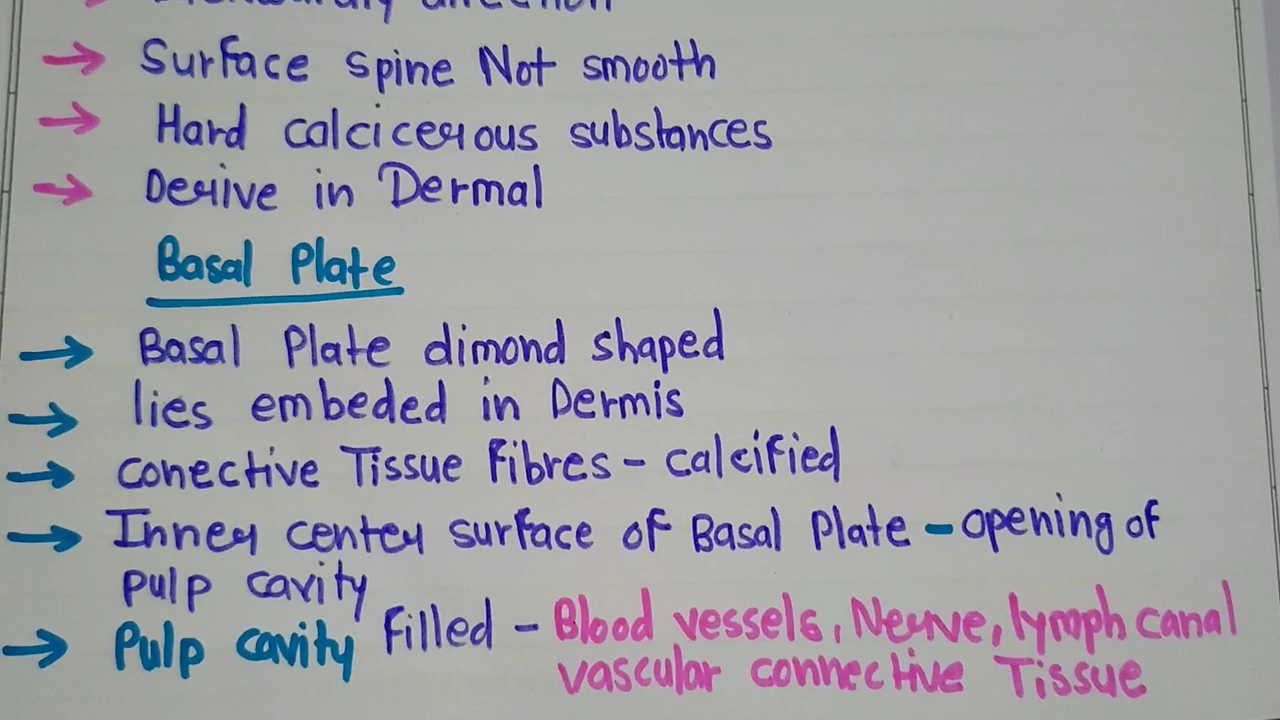 → Surface spine Not smooth
→ Hard calcicerous substances
→ Derive in Dermal
Basal Plate
→ Basal Plate dimond shaped
→ lies embeded in Dermis
→ conective Tissue Fibres - calcified
→ Inner center surface of Basal Plate - opening of
pulp cavity
→ Pulp cavity Filled - Blood vessels, Nerve, lymph canal
vascular connective Tissue